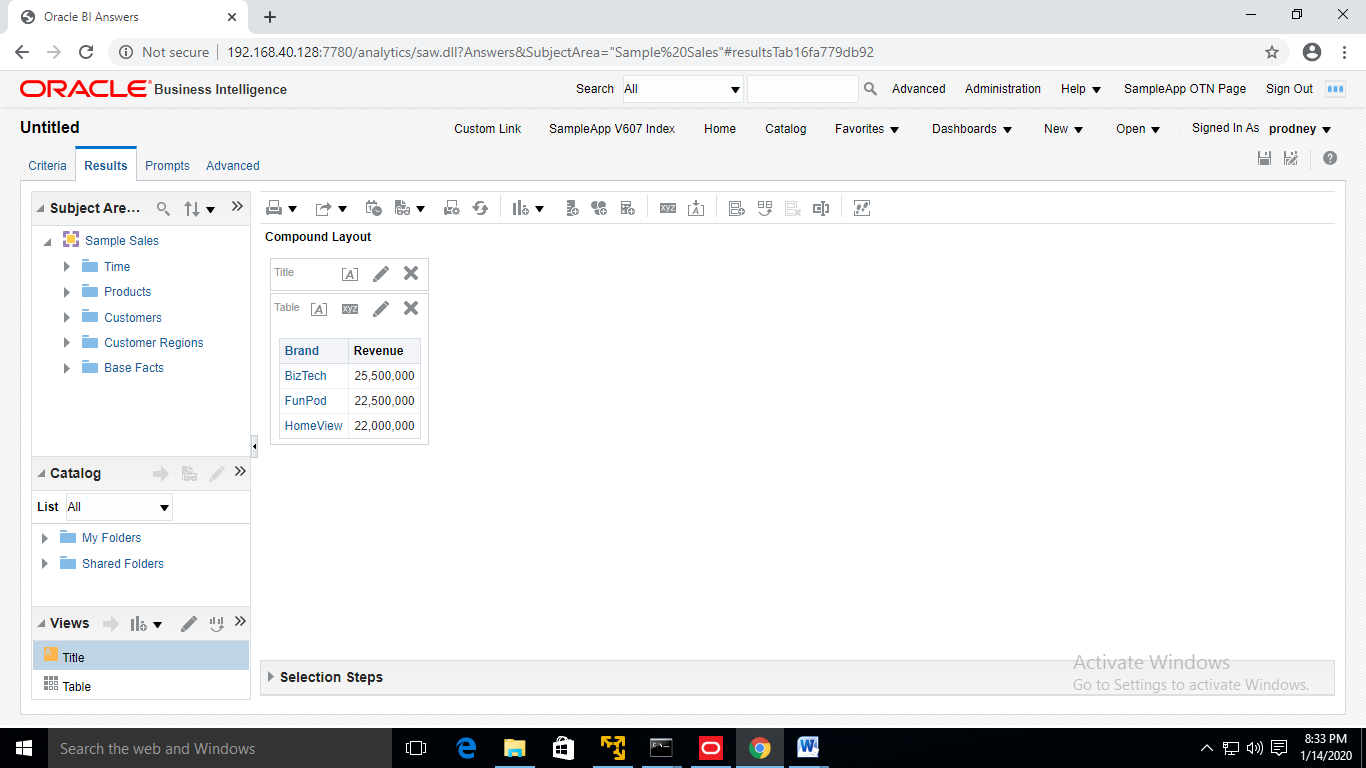 Oracle BI Answers
Not secure 192.168.40.128:7780/analytics/saw.dll?Answers&SubjectArea="Sample%20Sales"#resultsTab16fa779db92
ORACLE Business Intelligence Search All Advanced Administration Help SampleApp OTN Page Sign Out
Untitled Custom Link SampleApp V607 Index Home Catalog Favorites Dashboards New Open Signed In As prodney
Criteria Results Prompts Advanced
Subject Are...
Sample Sales
Time
Products
Customers
Customer Regions
Base Facts
Catalog
List All
My Folders
Shared Folders
Views
Title
Table
Compound Layout
Title
Table
Brand Revenue
BizTech 25,500,000
FunPod 22,500,000
HomeView 22,000,000
Selection Steps
Activate Windows
Go to Settings to activate Windows.
Search the web and Windows
8:33 PM
1/14/2020